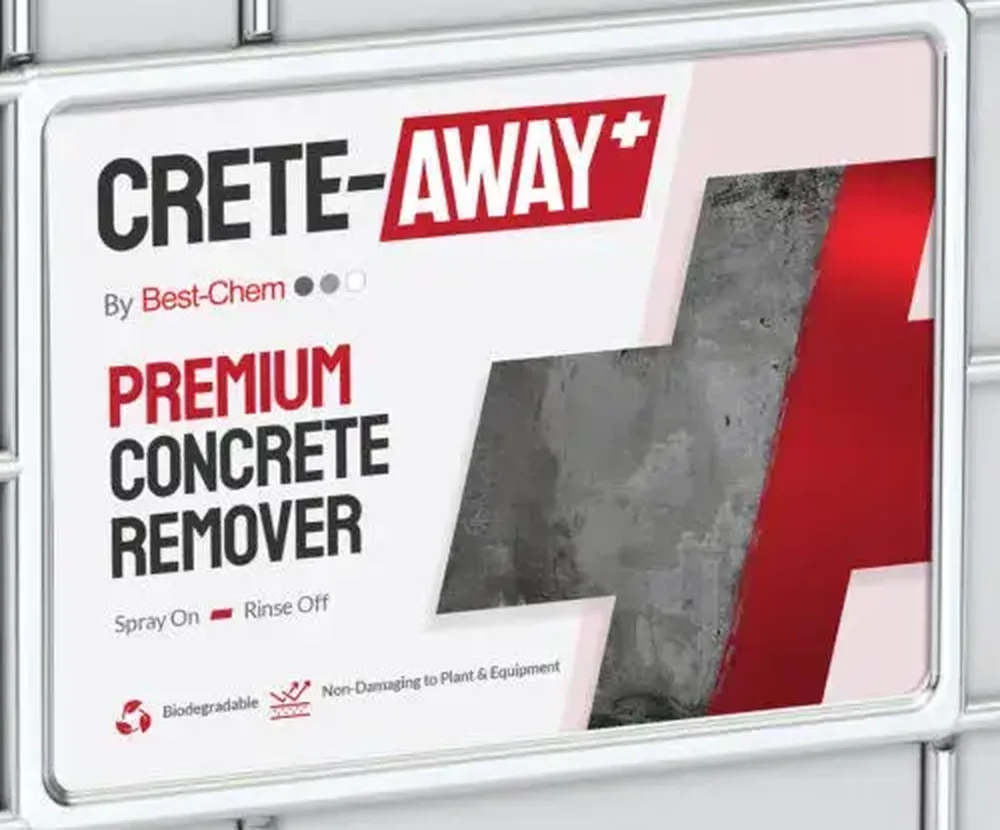 CRETE-AWAY+
By Best-Chem
PREMIUM
CONCRETE
REMOVER
Spray On - Rinse Off
Biodegradable Non-Damaging to Plant & Equipment